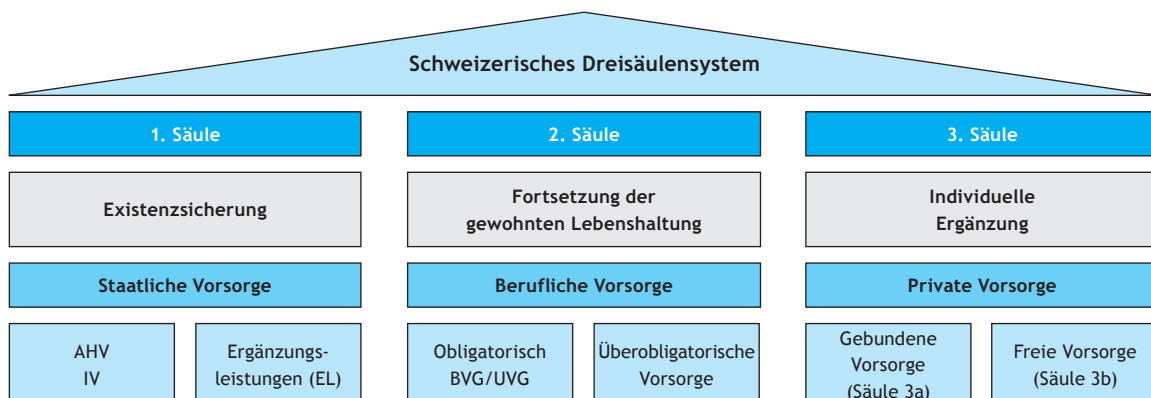 Schweizerisches Dreisäulensystem
1. Säule
2. Säule
3. Säule
Existenzsicherung
Fortsetzung der
gewohnten Lebenshaltung
Individuelle
Ergänzung
Staatliche Vorsorge
Berufliche Vorsorge
Private Vorsorge
AHV
IV
Ergänzungs-
leistungen (EL)
Obligatorisch
BVG/UVG
Überobligatorische
Vorsorge
Gebundene
Vorsorge
(Säule 3a)
Freie Vorsorge
(Säule 3b)